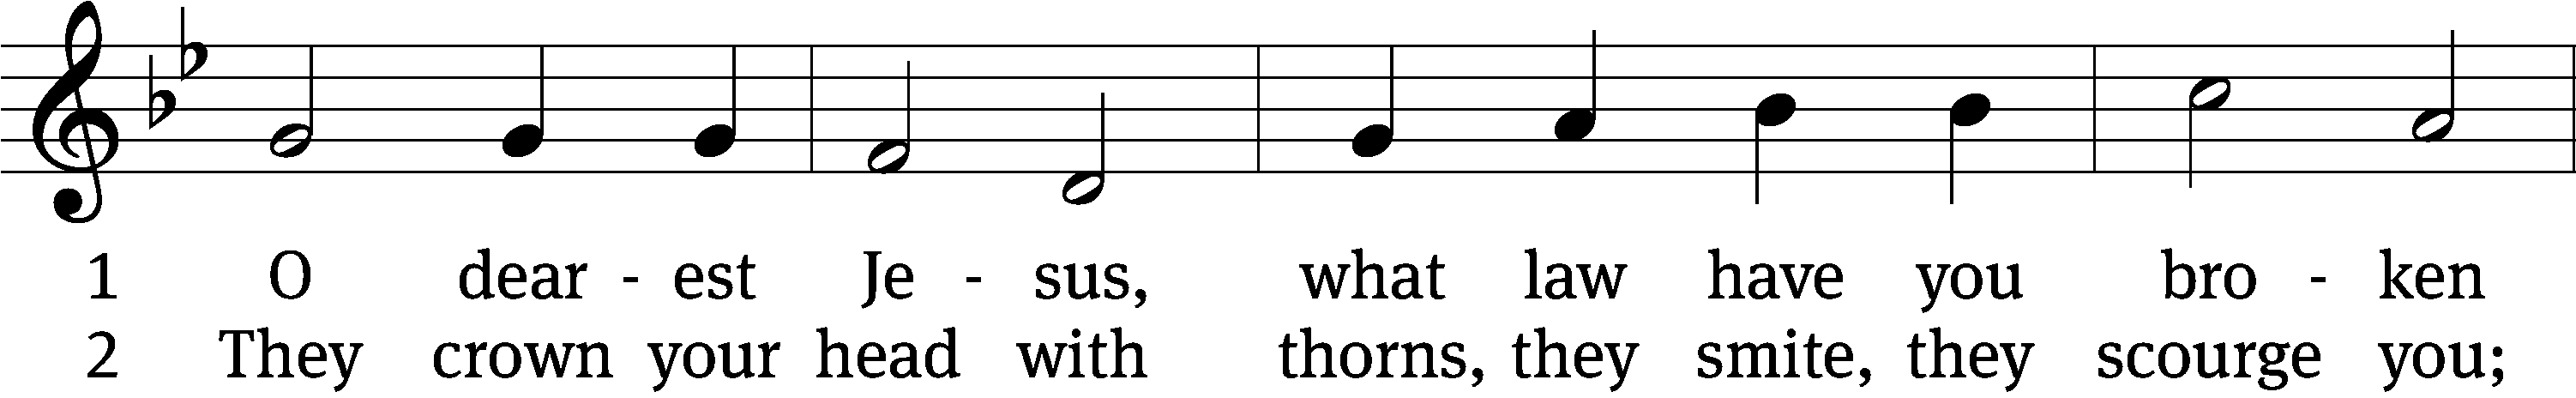 1 O dear - est Je - sus, what law have you bro - ken
2 They crown your head with thorns, they smite, they scourge you;